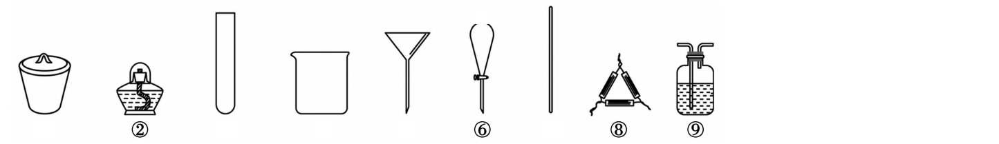 ② ⑥ ⑧ ⑨